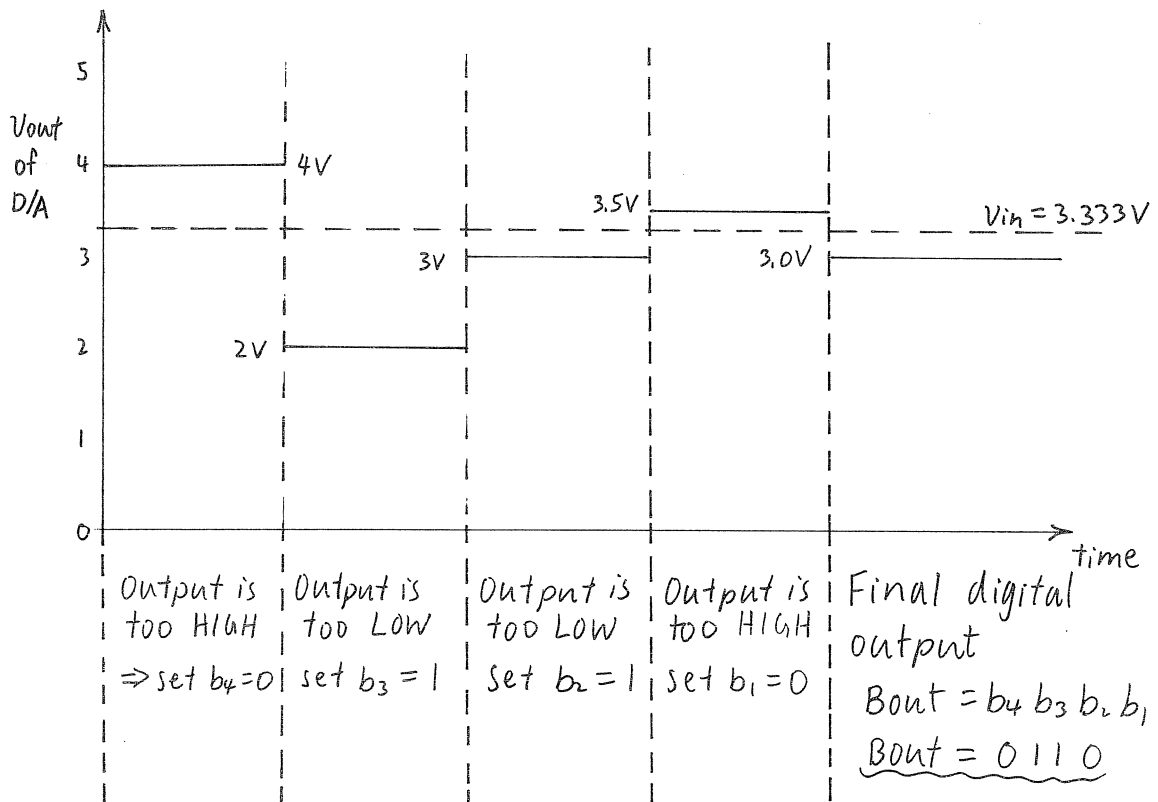 5
Vout
of
D/A
4
4V
3.5V
Vin = 3.333V
3
3V
3.0V
2
2V
1
0
time
Output is
too HIGH
⇒ set b₄=0
Output is
too LOW
set b₃ = 1
Output is
too LOW
set b₂ = 1
Output is
too HIGH
set b₁ = 0
Final digital
output
Bout = b₄ b₃ b₂ b₁
Bout = 0 1 1 0